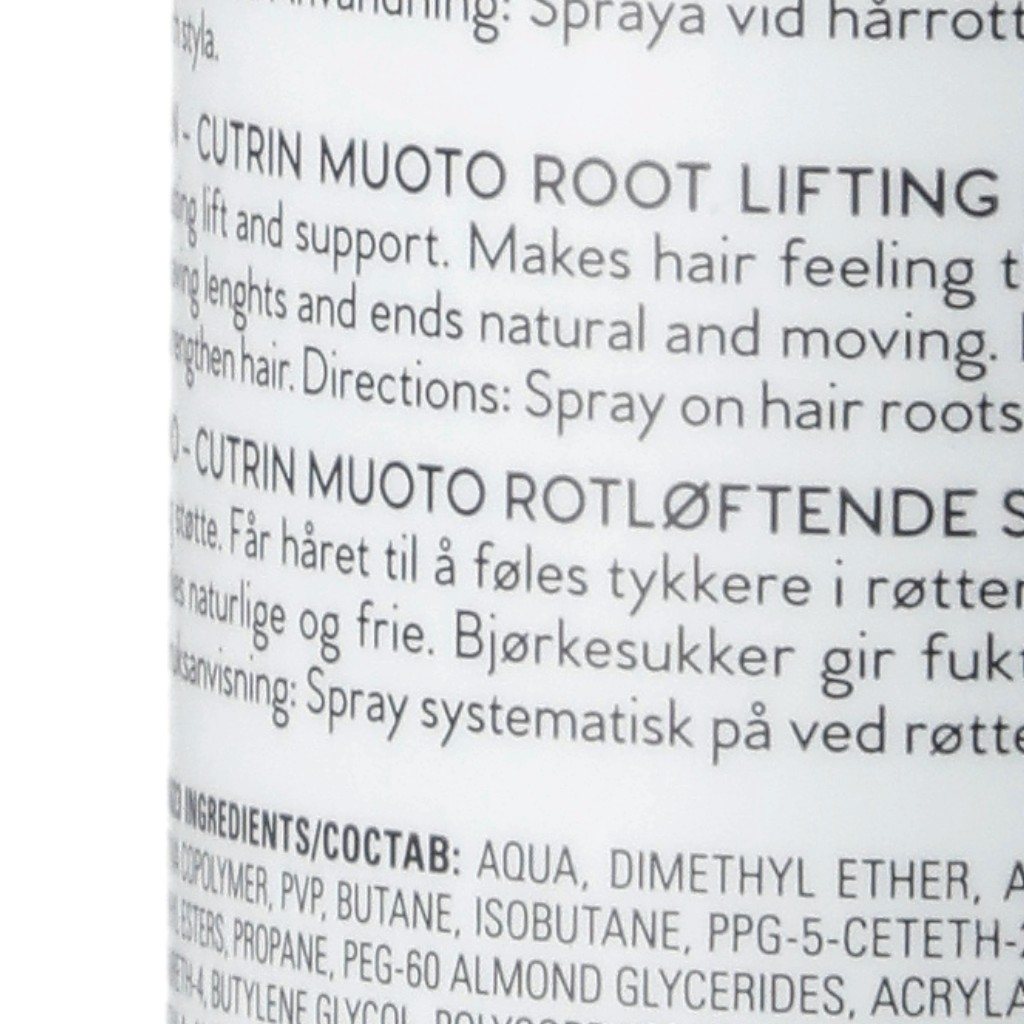 Användning: Spraya vid hårrott
styla.
- CUTRIN MUOTO ROOT LIFTING
lift and support. Makes hair feeling t
lenghts and ends natural and moving.
hair. Directions: Spray on hair roots
- CUTRIN MUOTO ROTLØFTENDE S
støtte. Får håret til å føles tykkere i røtter
naturlige og frie. Bjørkesukker gir fukt
Spray systematisk på ved røtte
INGREDIENTS/СОСТАВ: AQUA, DIMETHYL ETHER, A
COPOLYMER, PVP, BUTANE, ISOBUTANE, PPG-5-CETETH-2
ESTERS, PROPANE, PEG-60 ALMOND GLYCERIDES, ACRYLA
BUTYLENE GLYCOL,